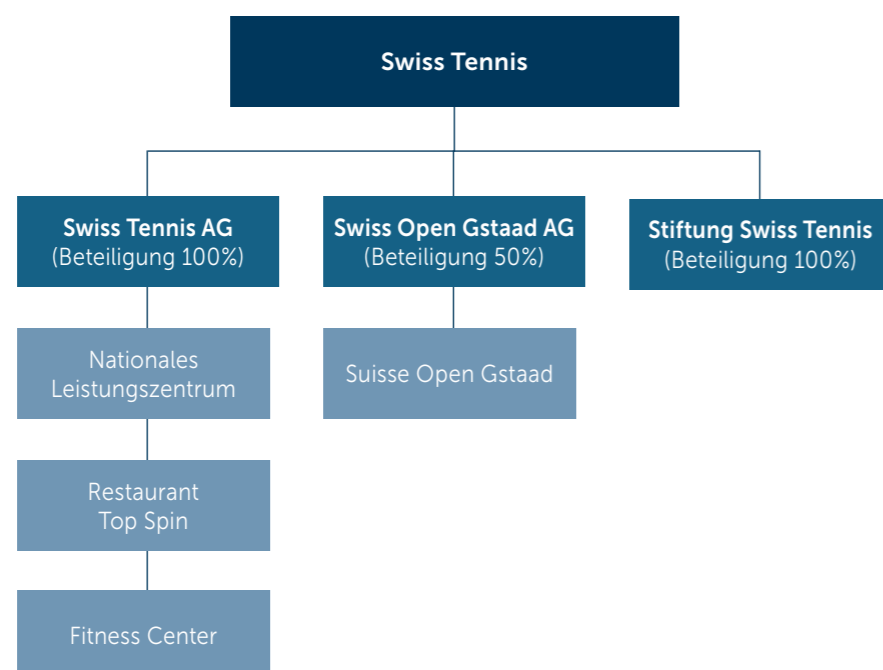 Swiss Tennis
Swiss Tennis AG
(Beteiligung 100%)
Swiss Open Gstaad AG
(Beteiligung 50%)
Stiftung Swiss Tennis
(Beteiligung 100%)
Nationales
Leistungszentrum
Suisse Open Gstaad
Restaurant
Top Spin
Fitness Center